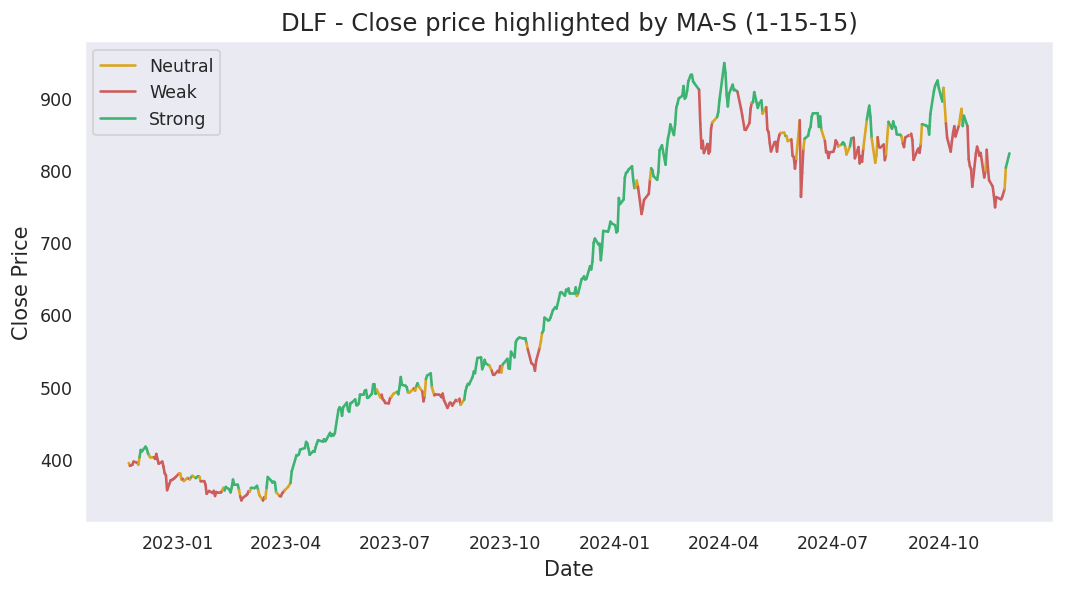 DLF - Close price highlighted by MA-S (1-15-15)
Neutral
Weak
Strong
Close Price
900
800
700
600
500
400
2023-01 2023-04 2023-07 2023-10 2024-01 2024-04 2024-07 2024-10
Date